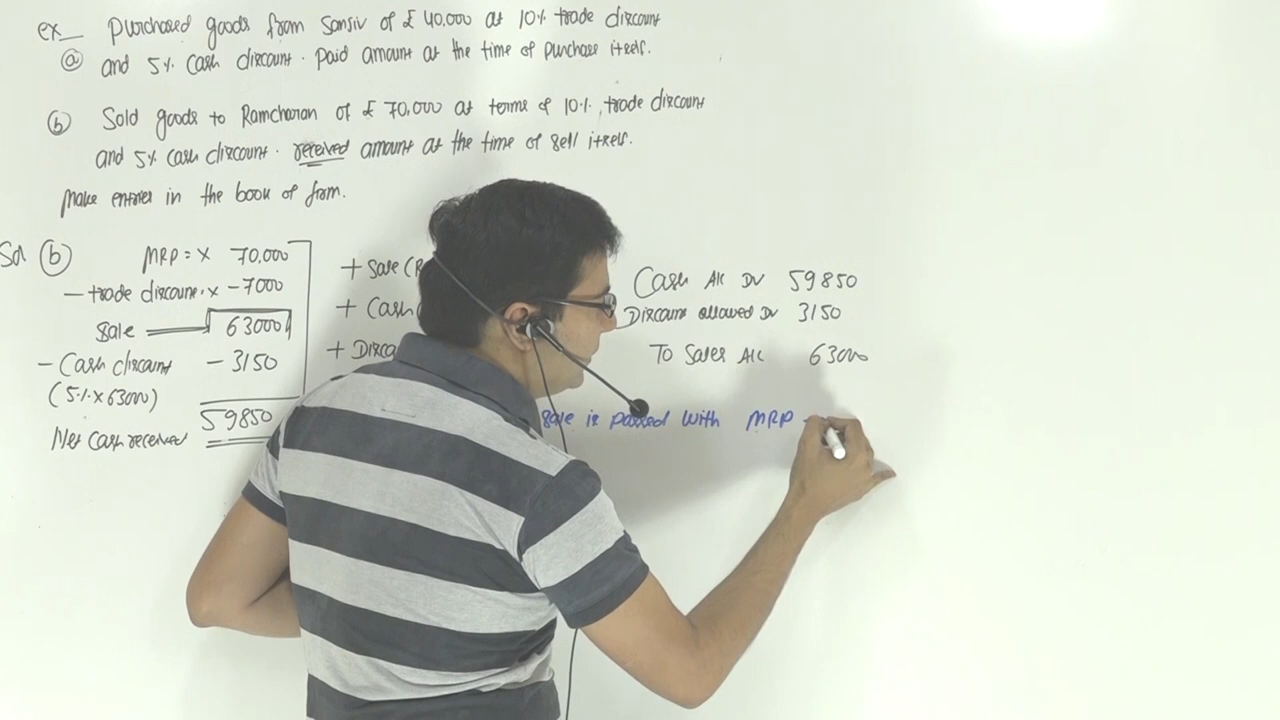 ex_ purchased goods from Sansiv of ₹ 40,000 at 10% trade discount
(a) and 5% cash discount. paid amount at the time of purchase itself.
(b) Sold goods to Ramcharan of ₹ 70,000 at terms of 10%, trade discount
and 5% cash discount. received amount at the time of sell itself.
Make entries in the book of firm.
Sol (b) MRP = x 70,000
- trade discount x - 7000
Sale 63000
- Cash discount - 3150
(5% x 63000)
Net cash received 59850
+ Sale
+ Cash
+
Cash A/C Dr 59850
Discount allowed Dr 3150
To Sales A/C 63000
Sale is passed with MRP -